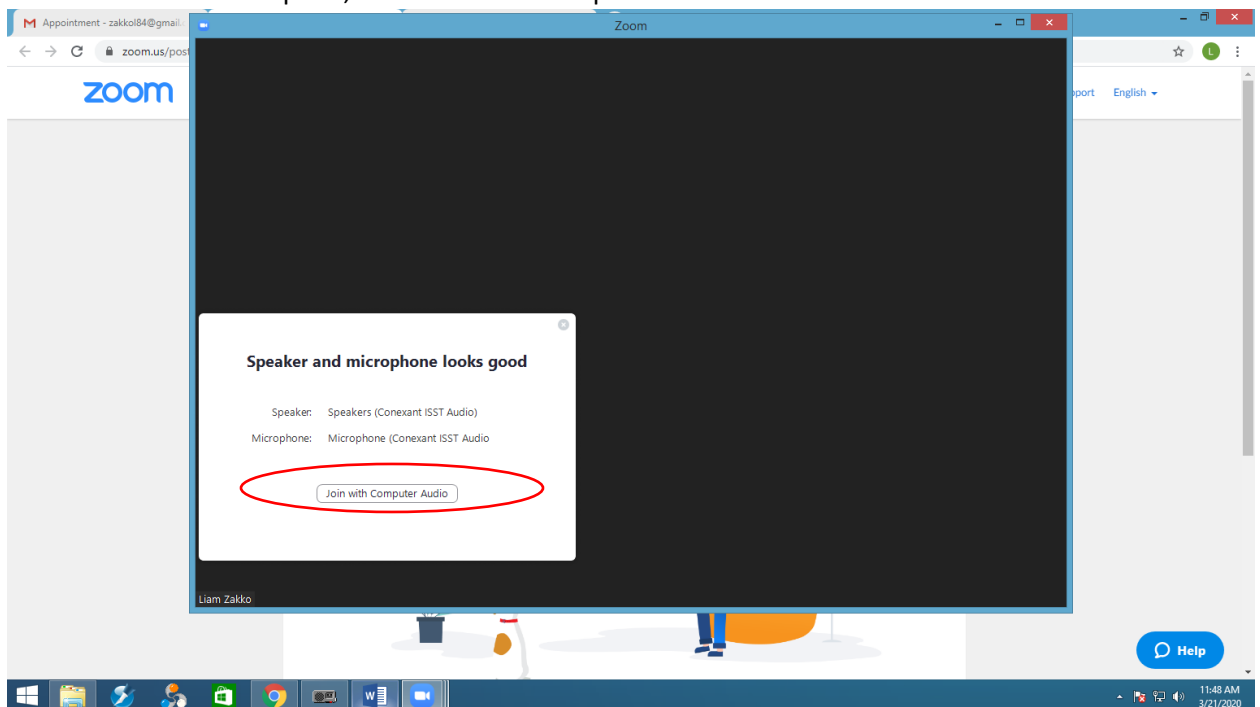 Appointment - zakkol84@gmail.
Zoom
zoom.us/post
L
zoom
pport English
Speaker and microphone looks good
Speaker: Speakers (Conexant ISST Audio)
Microphone: Microphone (Conexant ISST Audio
Join with Computer Audio
Liam Zakko
Help
11:48 AM
3/21/2020